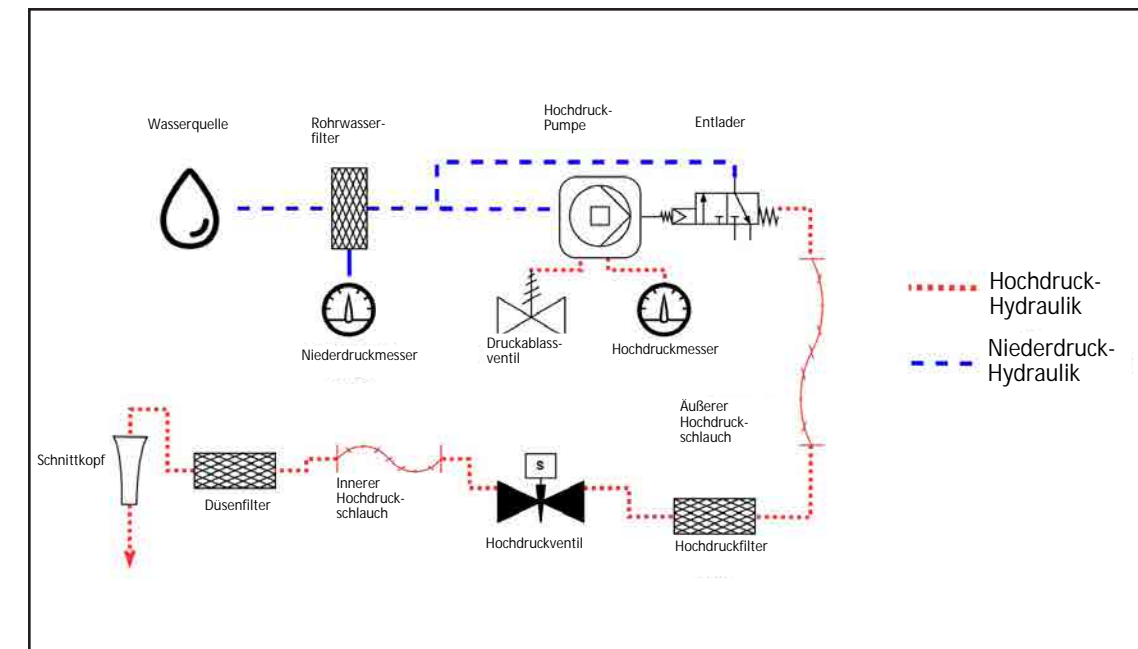 Wasserquelle
Rohrwasser-
filter
Hochdruck-
Pumpe
Entlader
Niederdruckmesser
Druckablass-
ventil
Hochdruckmesser
Hochdruck-
Hydraulik
Niederdruck-
Hydraulik
Äußerer
Hochdruck-
schlauch
Schnittkopf
Düsenfilter
Innerer
Hochdruck-
schlauch
S
Hochdruckventil
Hochdruckfilter